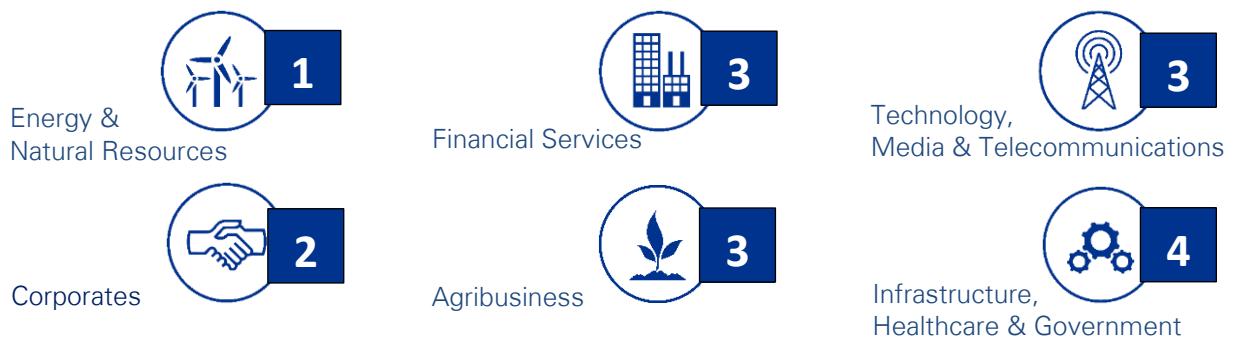 1
Energy &
Natural Resources
3
Financial Services
3
Technology,
Media & Telecommunications
2
Corporates
3
Agribusiness
4
Infrastructure,
Healthcare & Government